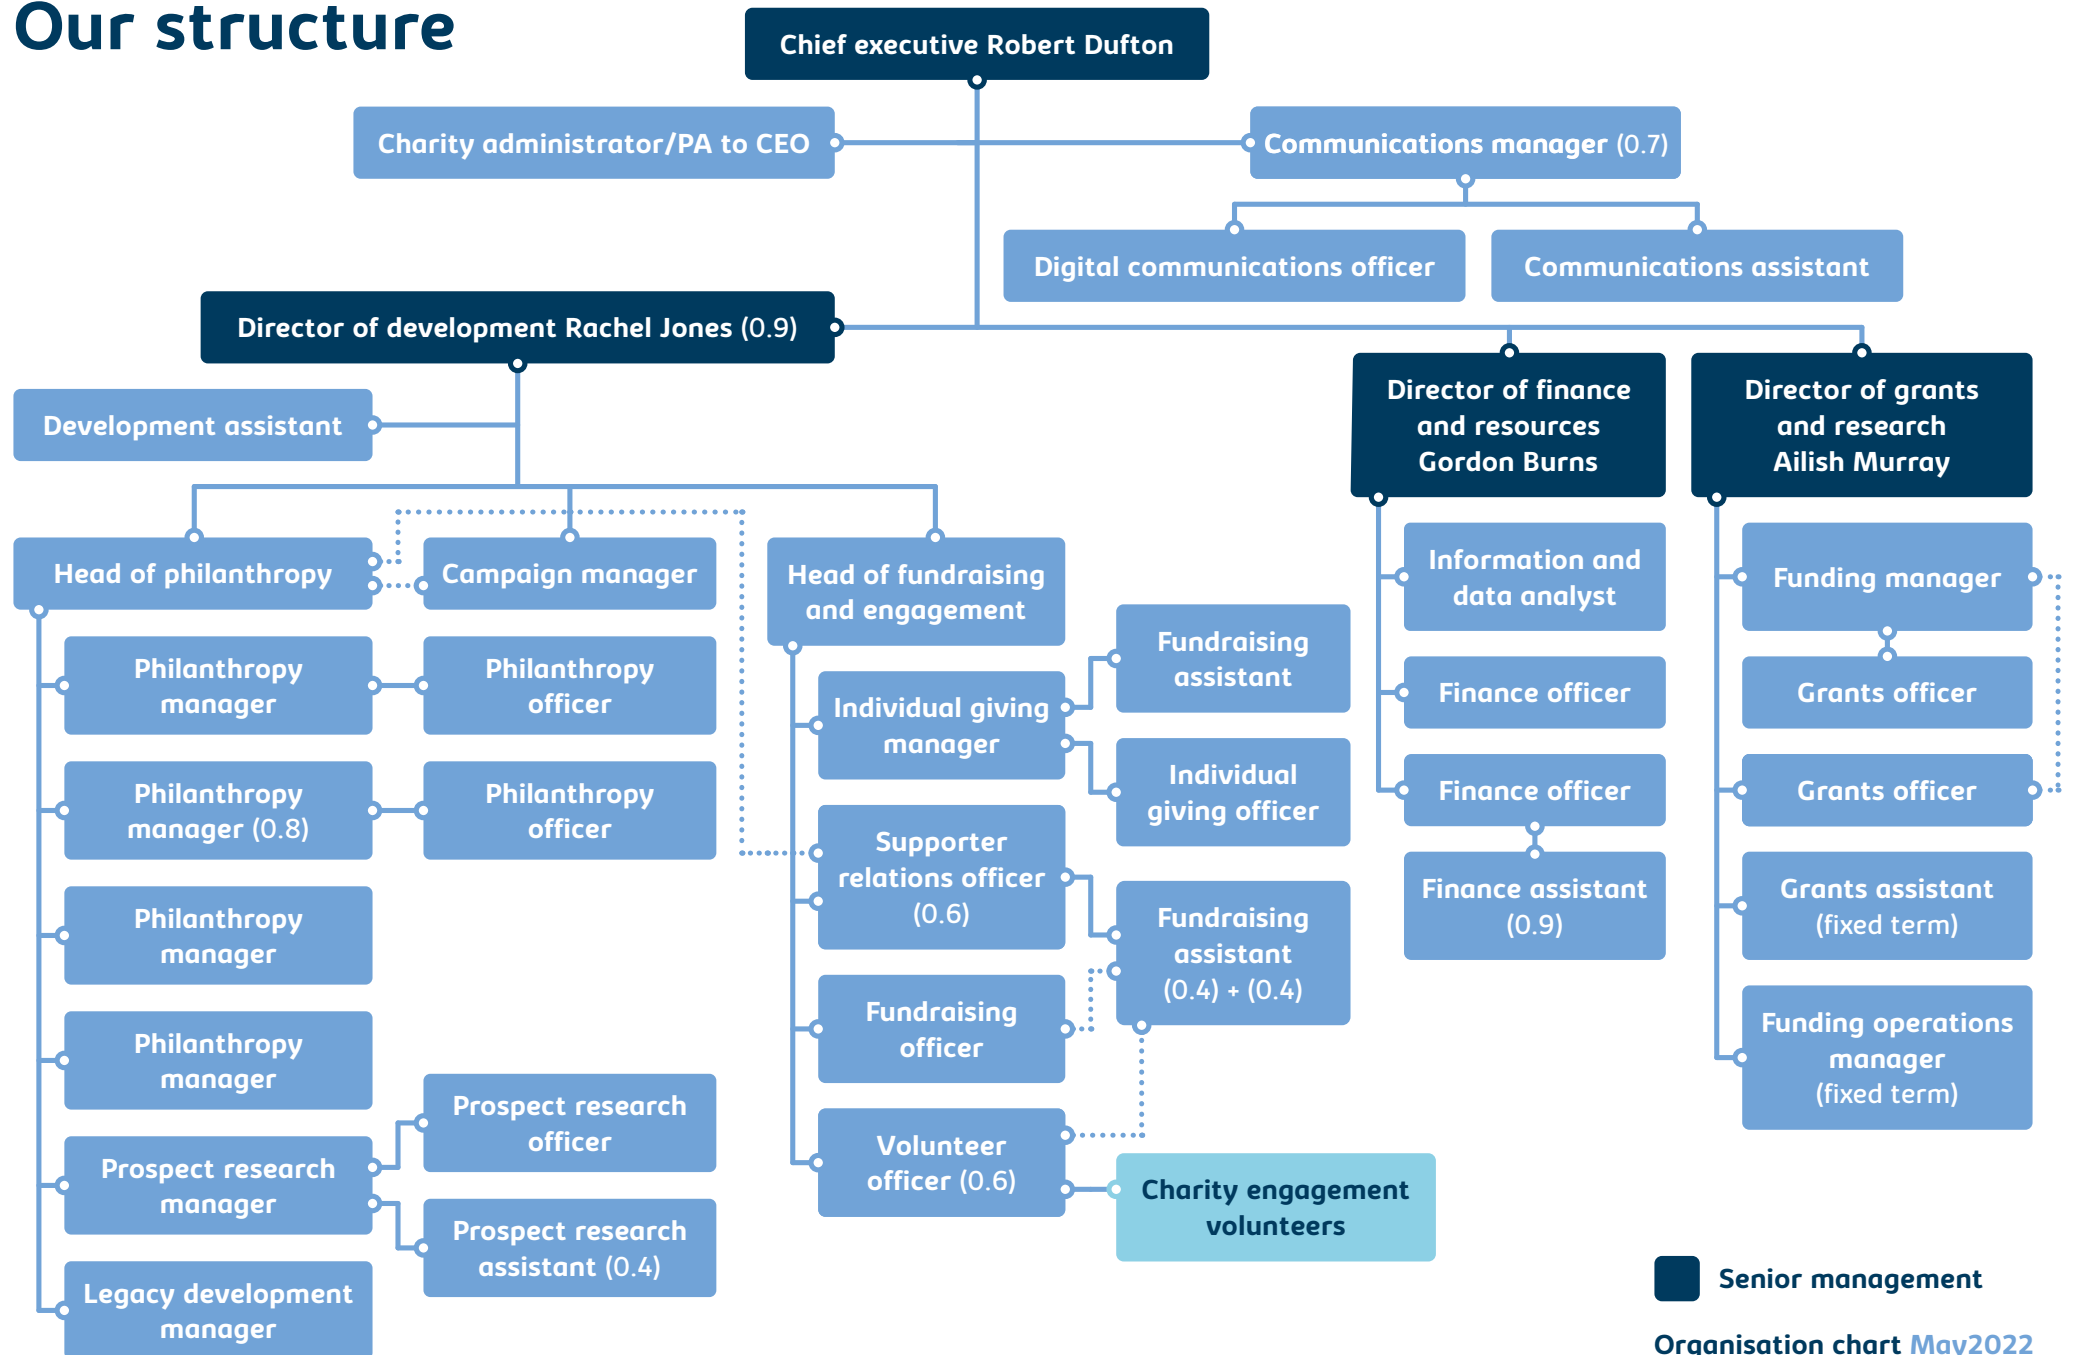 Our structure
Chief executive Robert Dufton
Charity administrator/PA to CEO
Communications manager (0.7)
Digital communications officer
Communications assistant
Director of development Rachel Jones (0.9)
Director of finance
and resources
Gordon Burns
Director of grants
and research
Ailish Murray
Development assistant
Head of philanthropy
Campaign manager
Head of fundraising
and engagement
Philanthropy
manager
Philanthropy
officer
Philanthropy
manager (0.8)
Philanthropy
officer
Philanthropy
manager
Philanthropy
manager
Prospect research
manager
Prospect research
officer
Prospect research
assistant (0.4)
Legacy development
manager
Individual giving
manager
Fundraising
assistant
Individual
giving officer
Supporter
relations officer
(0.6)
Fundraising
assistant
(0.4) + (0.4)
Fundraising
officer
Volunteer
officer (0.6)
Charity engagement
volunteers
Information and
data analyst
Finance officer
Finance officer
Finance assistant
(0.9)
Funding manager
Grants officer
Grants officer
Grants assistant
(fixed term)
Funding operations
manager
(fixed term)
Senior management
Organisation chart May2022